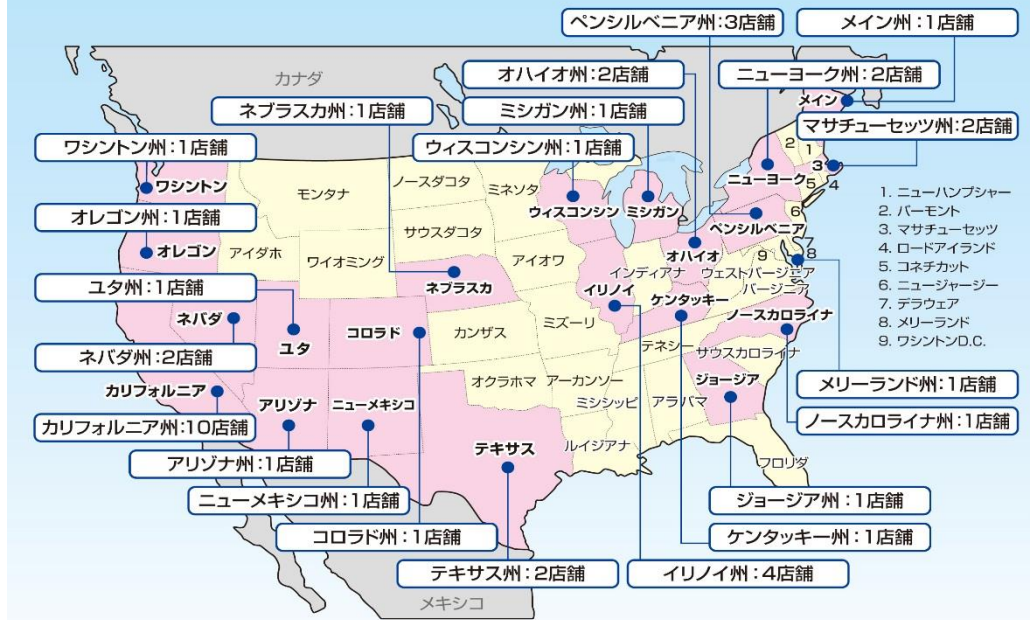 ペンシルベニア州:3店舗
メイン州:1店舗
カナダ
オハイオ州:2店舗
ニューヨーク州:2店舗
メイン
ネブラスカ州:1店舗
ミシガン州:1店舗
マサチューセッツ州:2店舗
ワシントン州:1店舗
ウィスコンシン州:1店舗
2
1
3
ワシントン
モンタナ
ノースダコタ
ミネソタ
ニューヨーク
5
4
オレゴン州:1店舗
ウィスコンシン
ミシガン
1. ニューハンプシャー
2. バーモント
3. マサチューセッツ
4. ロードアイランド
5. コネチカット
6. ニュージャージー
7. デラウェア
8. メリーランド
9. ワシントンD.C.
6
サウスダコタ
ペンシルベニア
7
オレゴン
アイダホ
ワイオミング
アイオワ
オハイオ
9
8
インディアナ
ウェストバージニア
バージニア
ユタ州:1店舗
ネブラスカ
イリノイ
ケンタッキー
ネバダ
ユタ
コロラド
カンザス
ミズーリ
ノースカロライナ
テネシー
サウスカロライナ
ネバダ州:2店舗
カリフォルニア
アリゾナ
ニューメキシコ
オクラホマ
アーカンソー
ミシシッピ
アラバマ
ジョージア
メリーランド州:1店舗
カリフォルニア州:10店舗
ノースカロライナ州:1店舗
テキサス
ルイジアナ
フロリダ
アリゾナ州:1店舗
ニューメキシコ州:1店舗
ジョージア州:1店舗
コロラド州:1店舗
ケンタッキー州:1店舗
テキサス州:2店舗
イリノイ州:4店舗
メキシコ